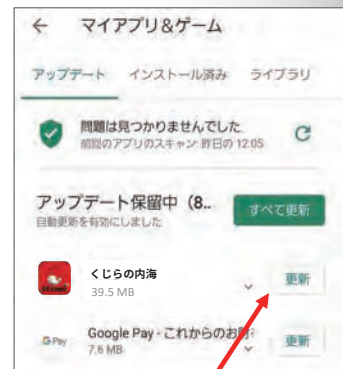 ← マイアプリ&ゲーム
アップデート インストール済み ライブラリ
問題は見つかりませんでした
前回のアプリのスキャン: 昨日の 12:05
アップデート保留中（8..
すべて更新
自動更新を有効にしました
くじらの内海
更新
39.5 MB
G Pay
Google Pay - これからのお
更新
7.6 MB